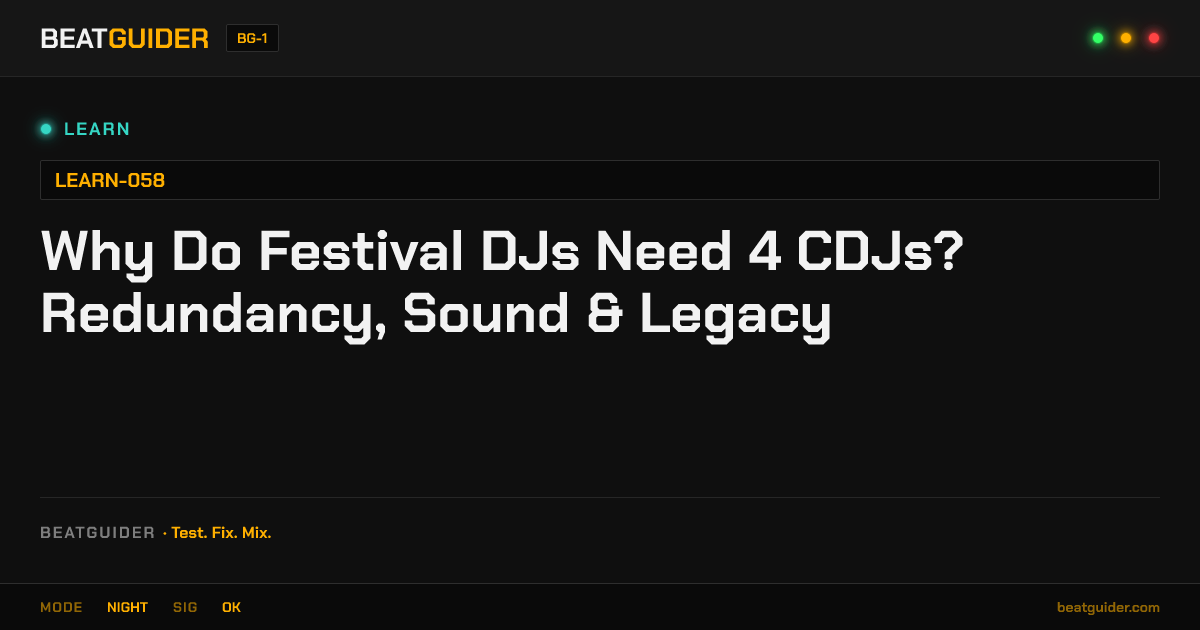 BEATGUIDER BG-1
LEARN
LEARN-058
Why Do Festival DJs Need 4 CDJs?
Redundancy, Sound & Legacy
BEATGUIDER · Test. Fix. Mix.
MODE NIGHT SIG OK beatguider.com